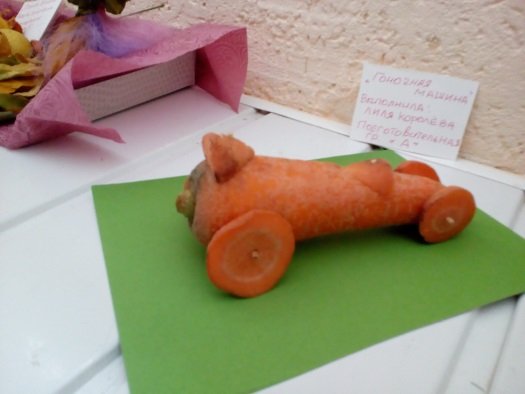 "Гоночная
машина"
Выполнила:
Лиля Королёва
Подготовительная
гр. "А"